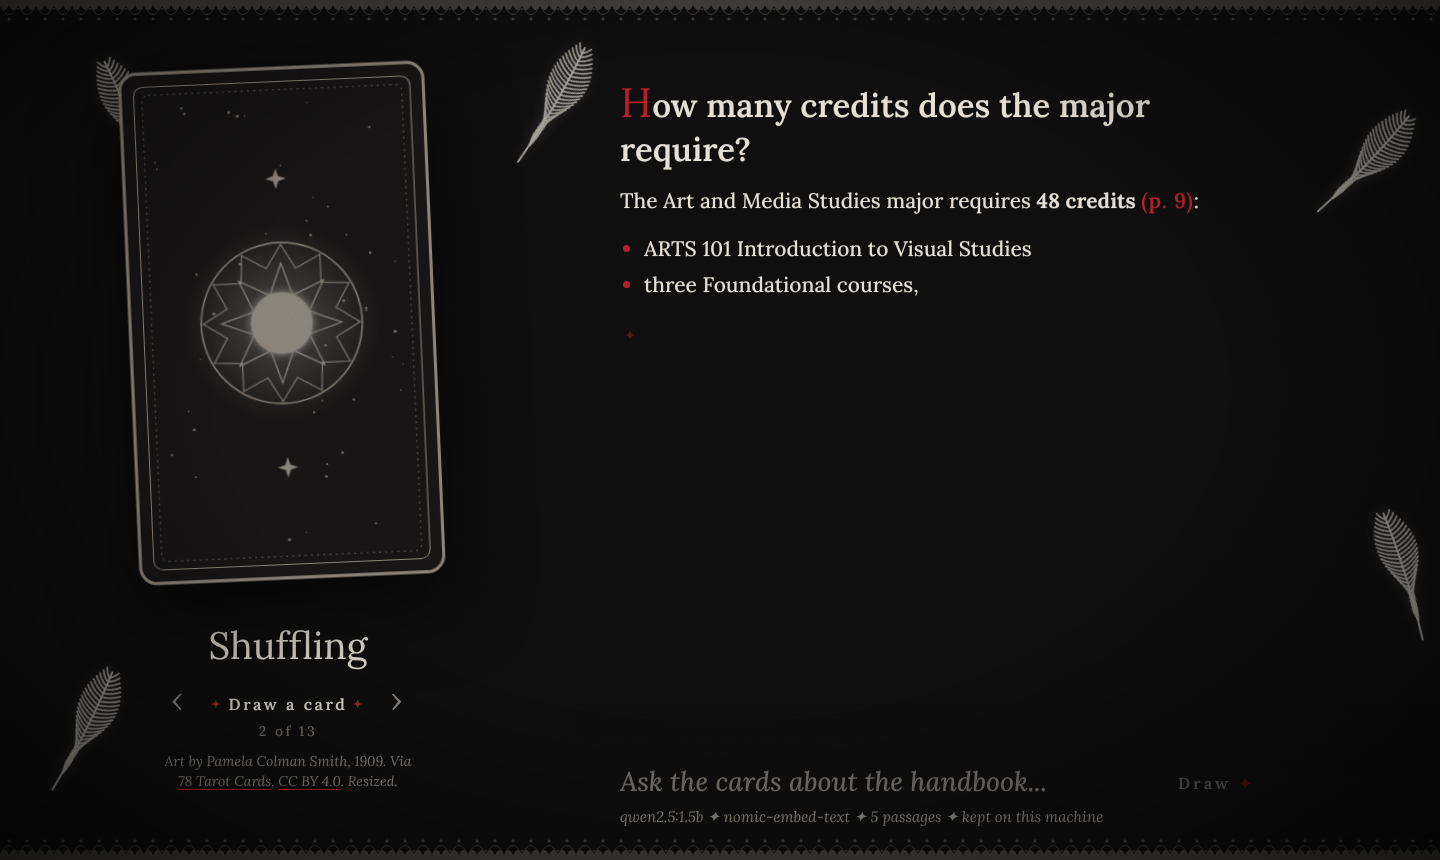 How many credits does the major
require?
The Art and Media Studies major requires 48 credits (p. 9):
• ARTS 101 Introduction to Visual Studies
• three Foundational courses,
Shuffling
Draw a card
2 of 13
Art by Pamela Colman Smith, 1909. Via
78 Tarot Cards, CC BY 4.0. Resized.
Ask the cards about the handbook...
Draw
qwen2.5:1.5b ✦ nomic-embed-text ✦ 5 passages ✦ kept on this machine